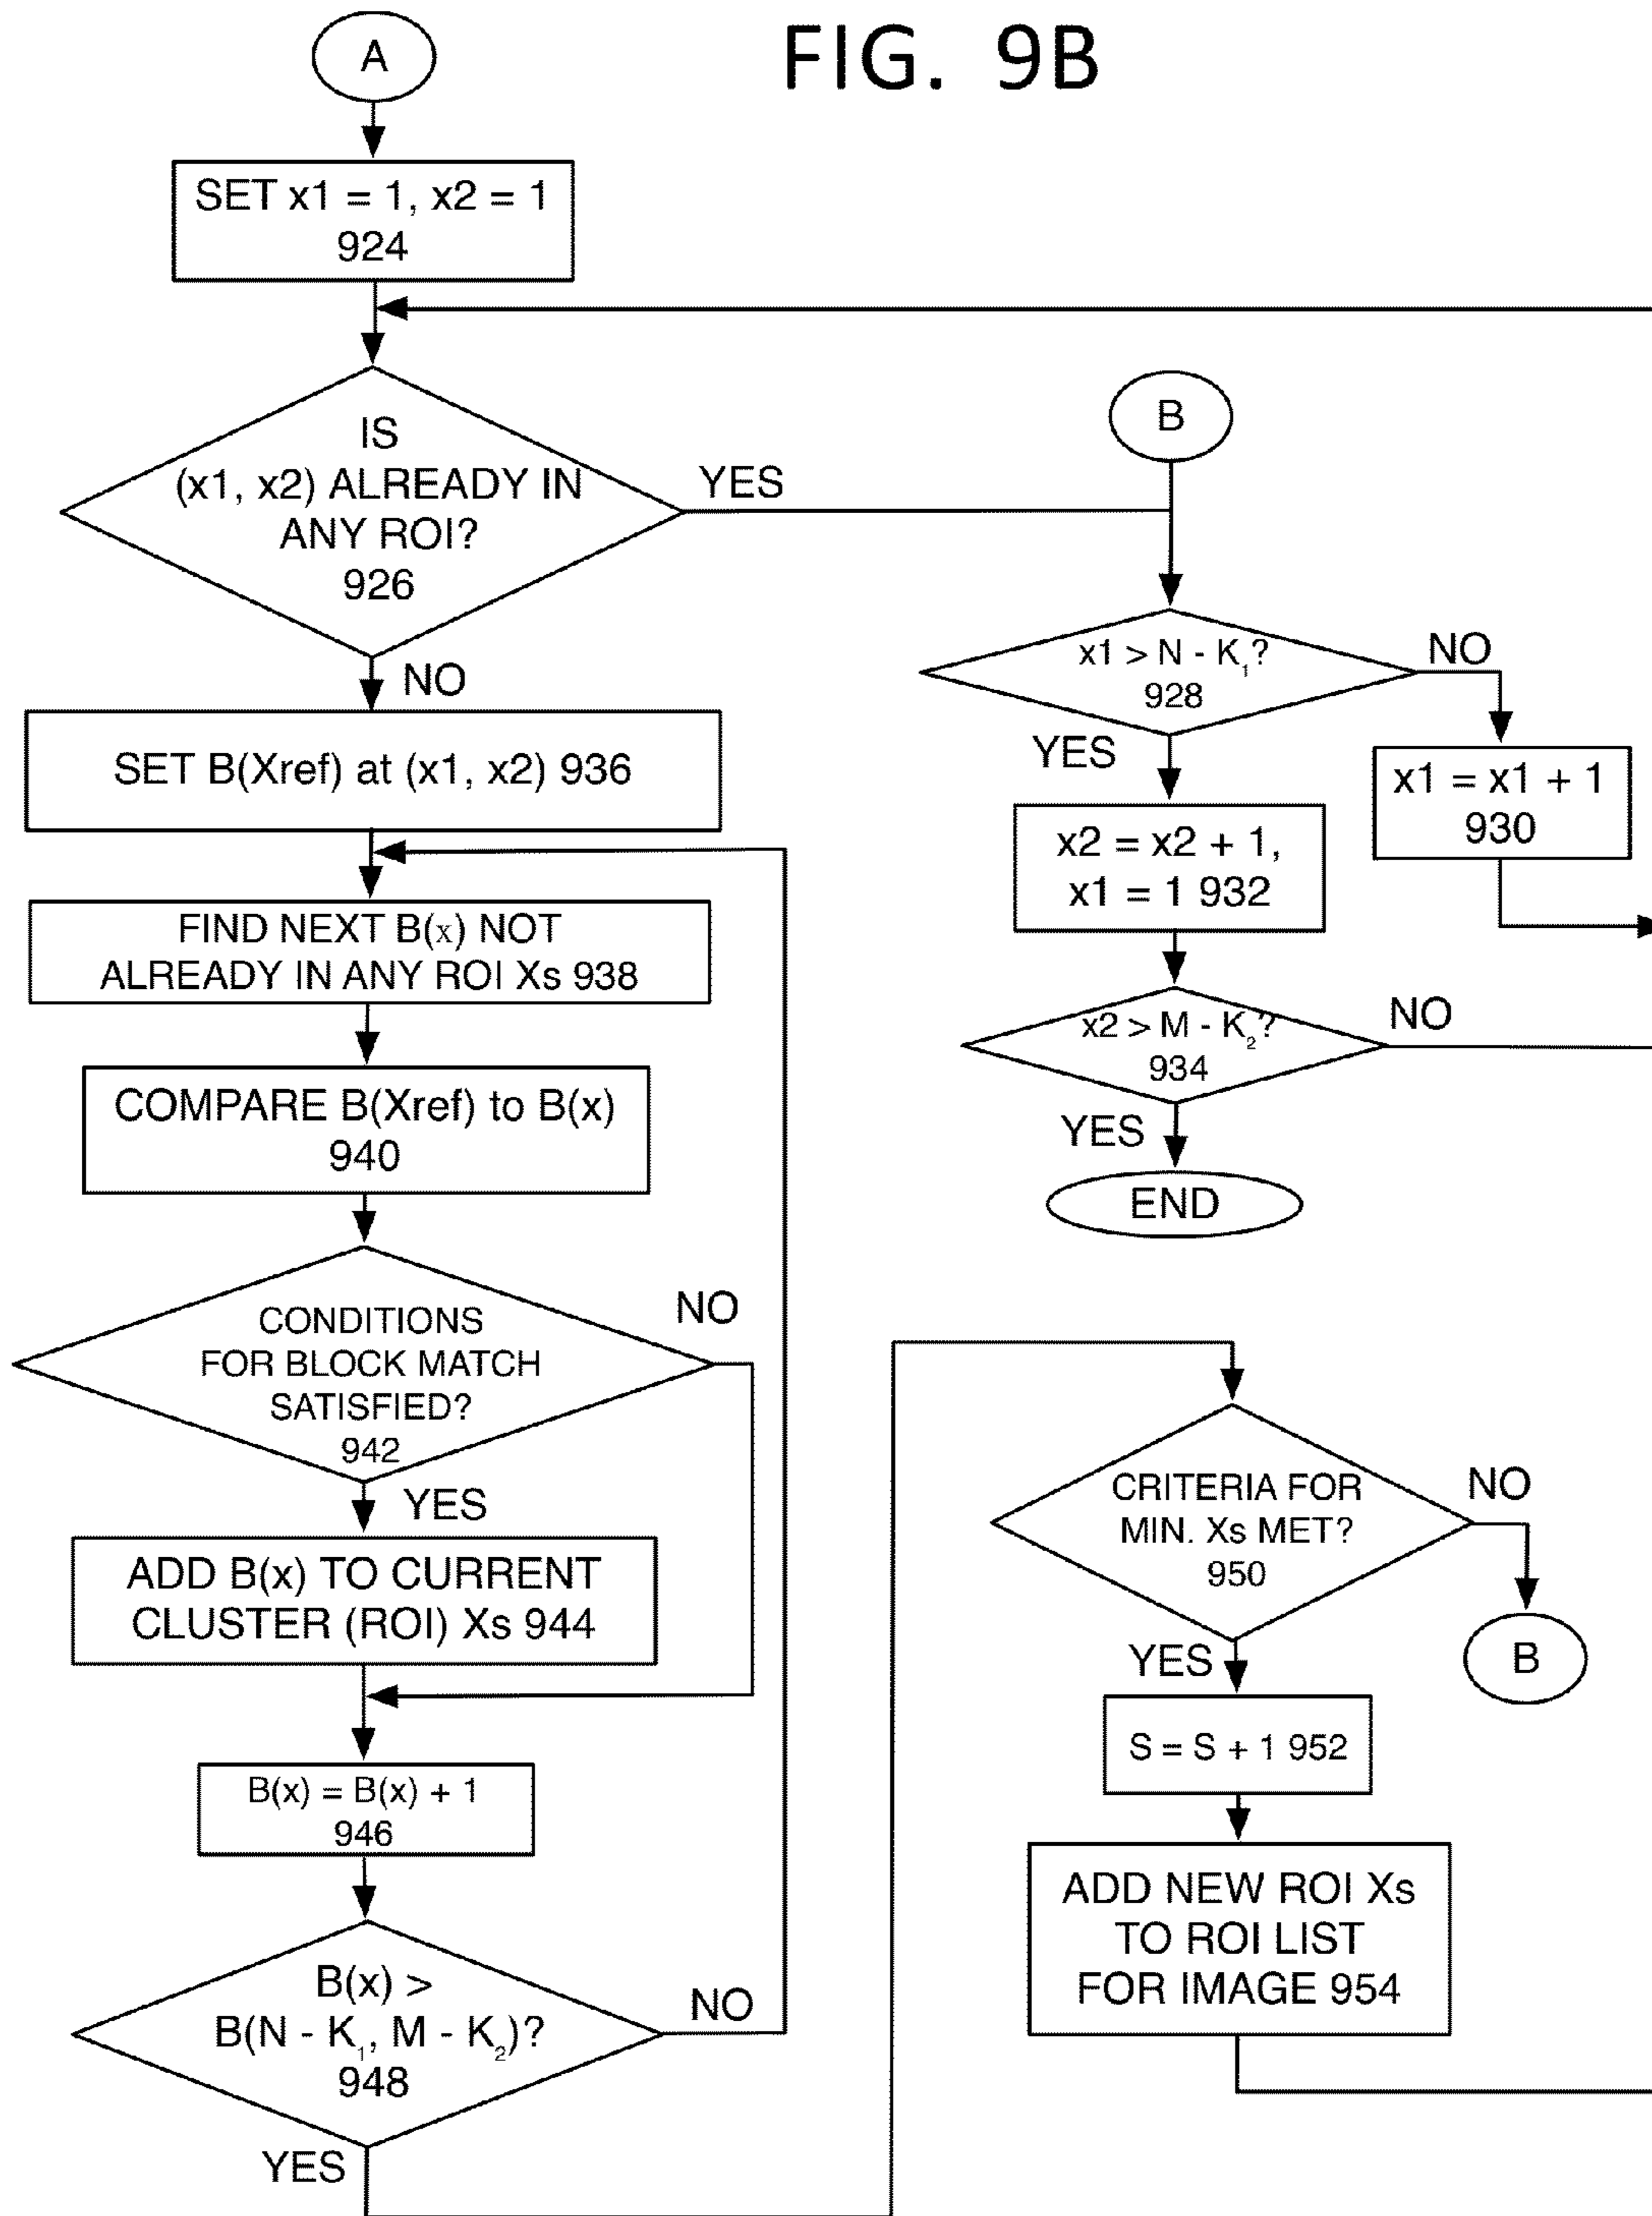 FIG. 9B
A
SET x1 = 1, x2 = 1
924
IS
(x1, x2) ALREADY IN
ANY ROI?
926
YES
NO
B
x1 > N - K₁?
928
NO
YES
x1 = x1 + 1
930
x2 = x2 + 1,
x1 = 1 932
x2 > M - K₂?
934
NO
YES
END
SET B(Xref) at (x1, x2) 936
FIND NEXT B(x) NOT
ALREADY IN ANY ROI Xs 938
COMPARE B(Xref) to B(x)
940
CONDITIONS
FOR BLOCK MATCH
SATISFIED?
942
NO
YES
ADD B(x) TO CURRENT
CLUSTER (ROI) Xs 944
B(x) = B(x) + 1
946
B(x) >
B(N - K₁, M - K₂)?
948
NO
YES
CRITERIA FOR
MIN. Xs MET?
950
NO
B
YES
S = S + 1 952
ADD NEW ROI Xs
TO ROI LIST
FOR IMAGE 954